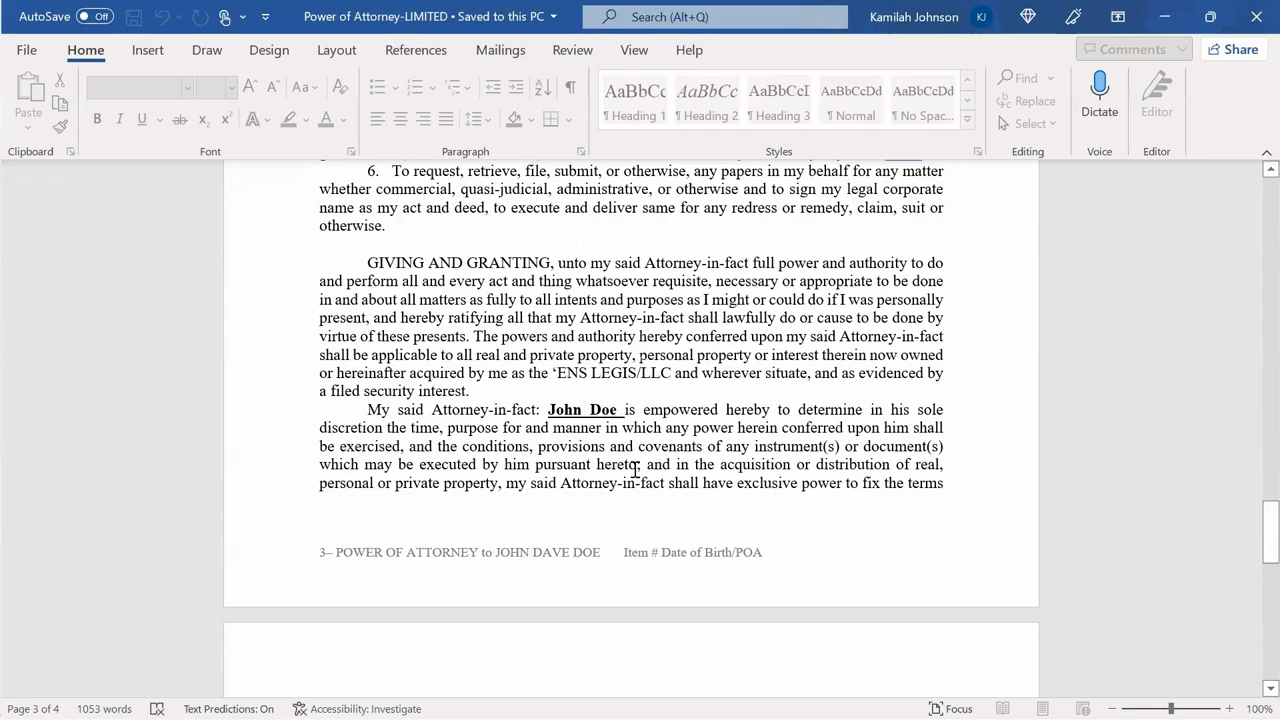 AutoSave Off Power of Attorney-LIMITED • Saved to this PC Search (Alt+Q) Kamilah Johnson KJ
File Home Insert Draw Design Layout References Mailings Review View Help Comments Share
Paste
Clipboard
Aa
B I U ab x₂ x² A A
Font
Paragraph
AaBbCc AaBbCc AaBbCcI AaBbCcDd AaBbCcDd
¶ Heading 1 ¶ Heading 2 ¶ Heading 3 ¶ Normal ¶ No Spac...
Styles
Find
Replace
Select
Editing
Dictate
Voice
Editor
Editor
6. To request, retrieve, file, submit, or otherwise, any papers in my behalf for any matter
whether commercial, quasi-judicial, administrative, or otherwise and to sign my legal corporate
name as my act and deed, to execute and deliver same for any redress or remedy, claim, suit or
otherwise.
GIVING AND GRANTING, unto my said Attorney-in-fact full power and authority to do
and perform all and every act and thing whatsoever requisite, necessary or appropriate to be done
in and about all matters as fully to all intents and purposes as I might or could do if I was personally
present, and hereby ratifying all that my Attorney-in-fact shall lawfully do or cause to be done by
virtue of these presents. The powers and authority hereby conferred upon my said Attorney-in-fact
shall be applicable to all real and private property, personal property or interest therein now owned
or hereinafter acquired by me as the ‘ENS LEGIS/LLC and wherever situate, and as evidenced by
a filed security interest.
My said Attorney-in-fact: John Doe is empowered hereby to determine in his sole
discretion the time, purpose for and manner in which any power herein conferred upon him shall
be exercised, and the conditions, provisions and covenants of any instrument(s) or document(s)
which may be executed by him pursuant hereto; and in the acquisition or distribution of real,
personal or private property, my said Attorney-in-fact shall have exclusive power to fix the terms
3– POWER OF ATTORNEY to JOHN DAVE DOE Item # Date of Birth/POA
Page 3 of 4 1053 words Text Predictions: On Accessibility: Investigate Focus 100%